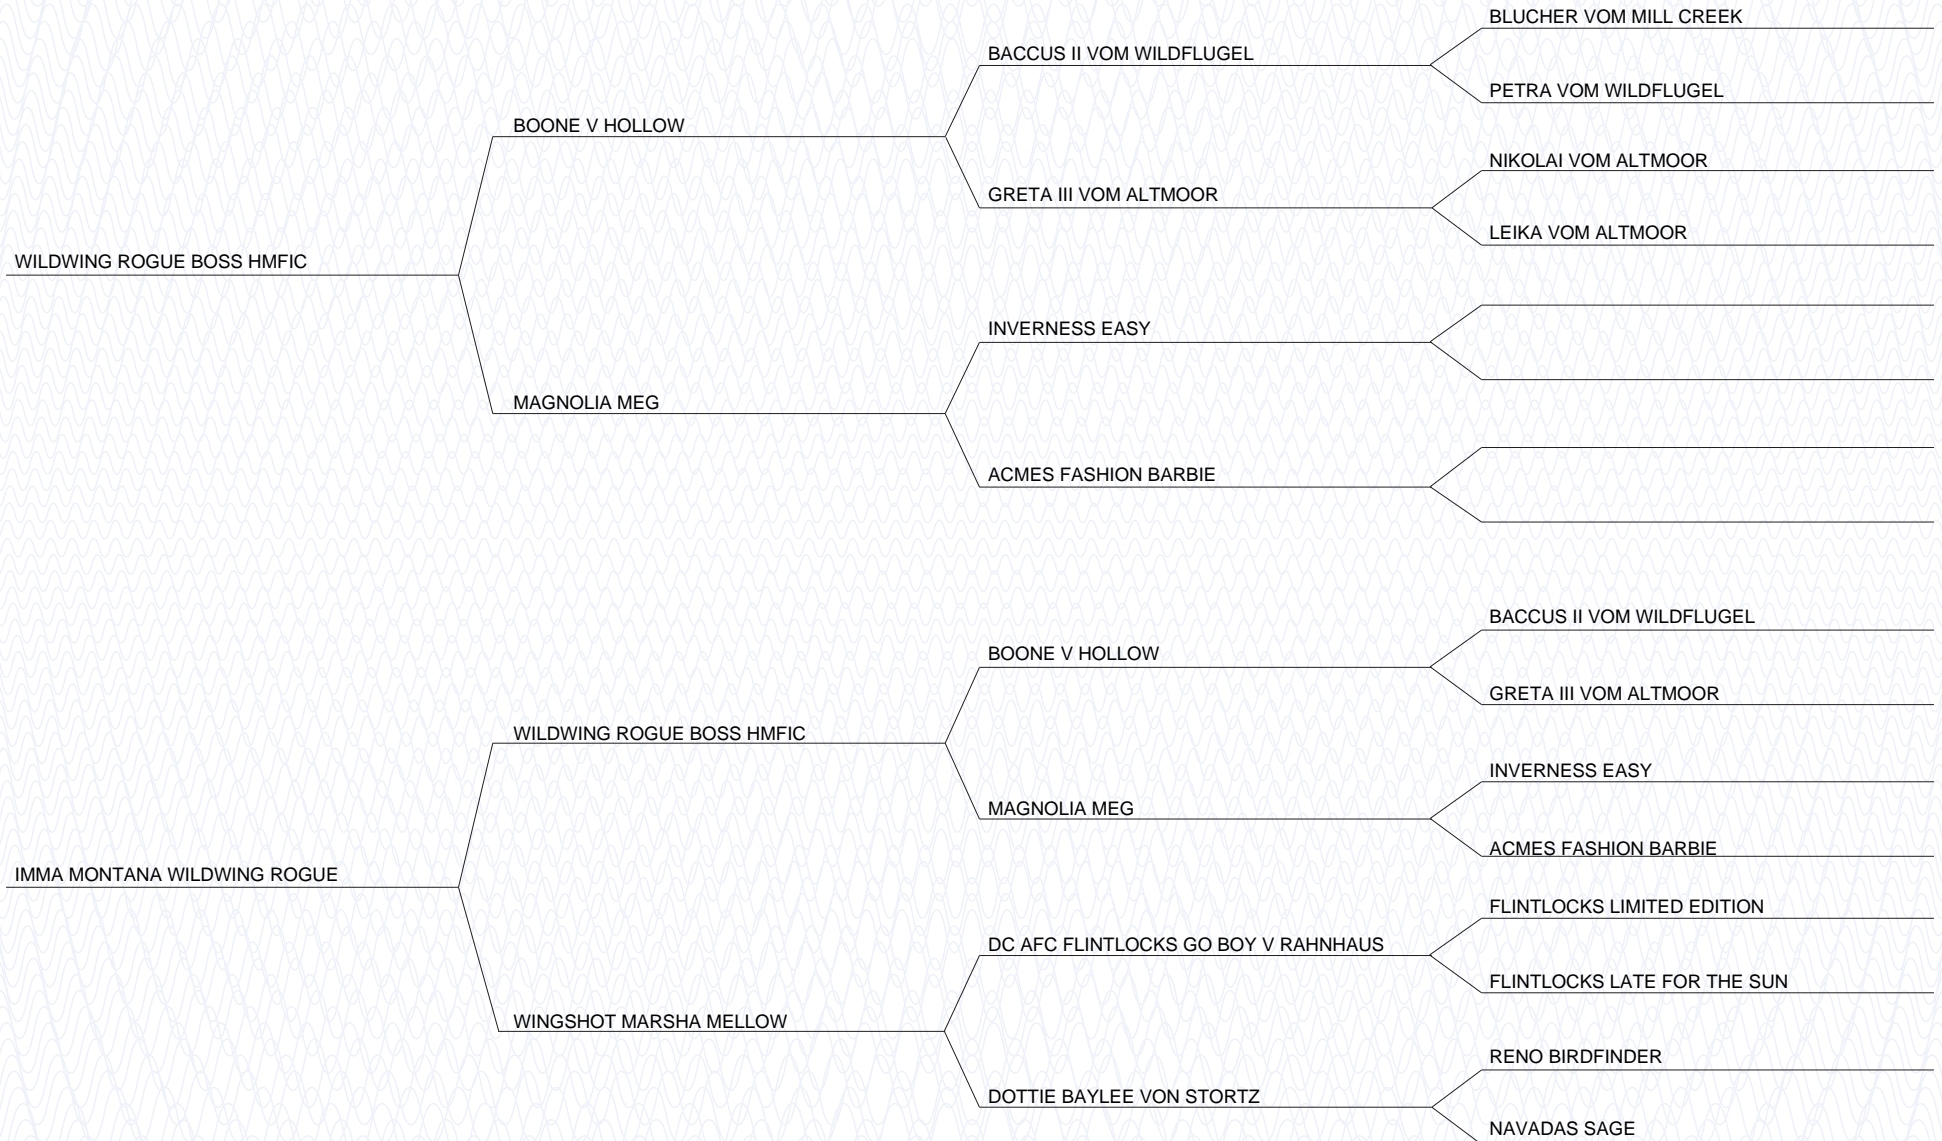 BLUCHER VOM MILL CREEK
BACCUS II VOM WILDFLUGEL
PETRA VOM WILDFLUGEL
BOONE V HOLLOW
NIKOLAI VOM ALTMOOR
GRETA III VOM ALTMOOR
LEIKA VOM ALTMOOR
WILDWING ROGUE BOSS HMFIC
INVERNESS EASY
MAGNOLIA MEG
ACMES FASHION BARBIE
BACCUS II VOM WILDFLUGEL
BOONE V HOLLOW
GRETA III VOM ALTMOOR
WILDWING ROGUE BOSS HMFIC
INVERNESS EASY
MAGNOLIA MEG
ACMES FASHION BARBIE
IMMA MONTANA WILDWING ROGUE
FLINTLOCKS LIMITED EDITION
DC AFC FLINTLOCKS GO BOY V RAHNHAUS
FLINTLOCKS LATE FOR THE SUN
WINGSHOT MARSHA MELLOW
RENO BIRDFINDER
DOTTIE BAYLEE VON STORTZ
NAVADAS SAGE